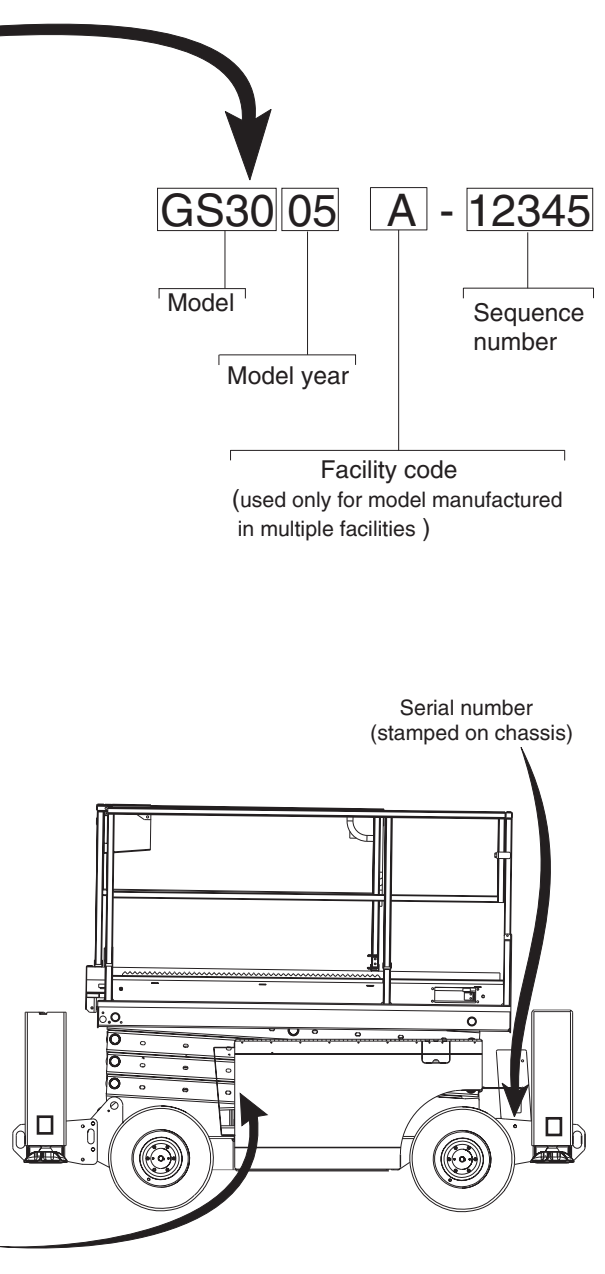 GS30 05 A - 12345
Model
Sequence
number
Model year
Facility code
(used only for model manufactured
in multiple facilities )
Serial number
(stamped on chassis)